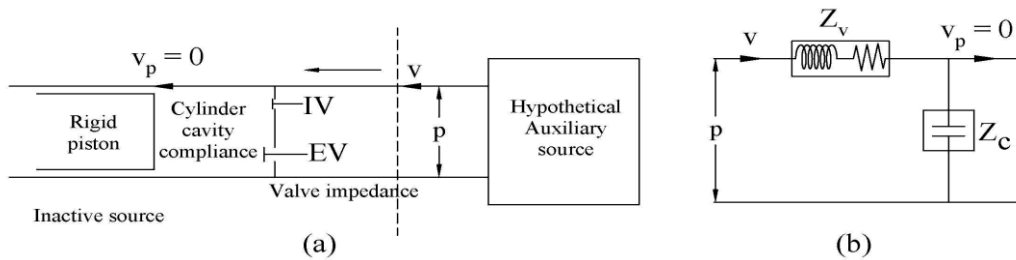 v_p = 0
v
IV
EV
Rigid
piston
Cylinder
cavity
compliance
p
Hypothetical
Auxiliary
source
Valve impedance
Inactive source
(a)
Z_v
v
v_p = 0
p
Z_c
(b)